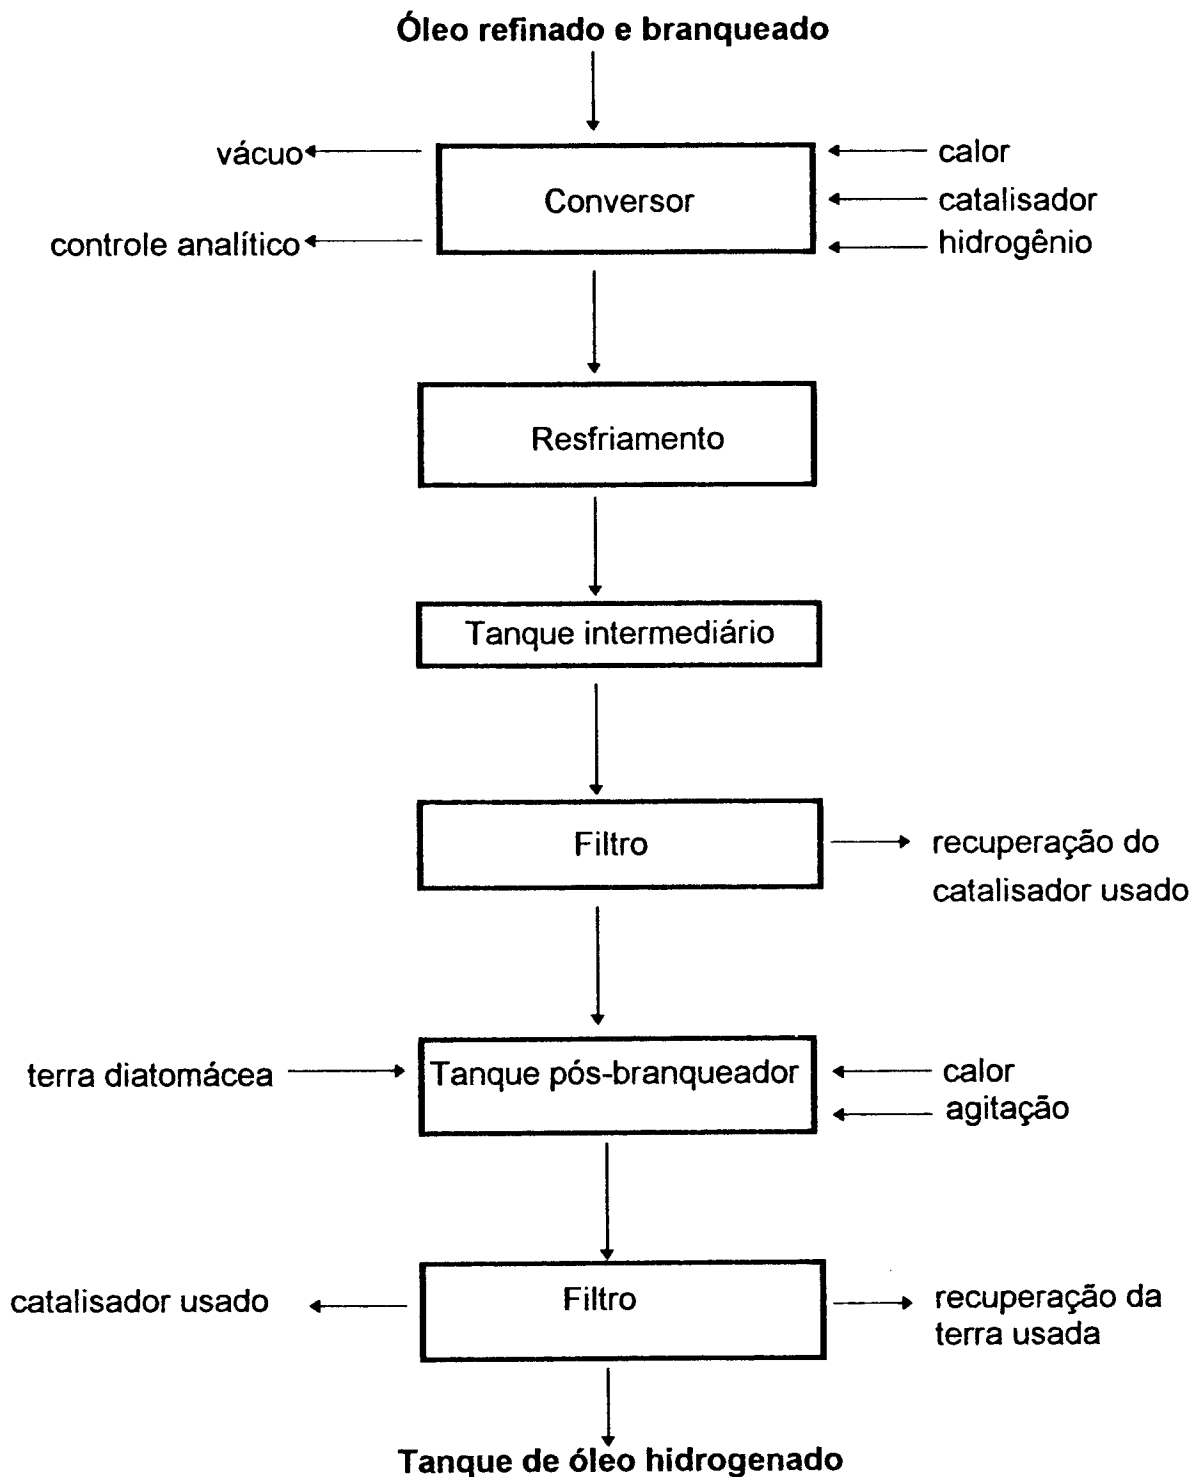 Óleo refinado e branqueado
vácuo
calor
Conversor
catalisador
controle analítico
hidrogênio
Resfriamento
Tanque intermediário
Filtro
recuperação do
catalisador usado
terra diatomácea
Tanque pós-branqueador
calor
agitação
catalisador usado
Filtro
recuperação da
terra usada
Tanque de óleo hidrogenado